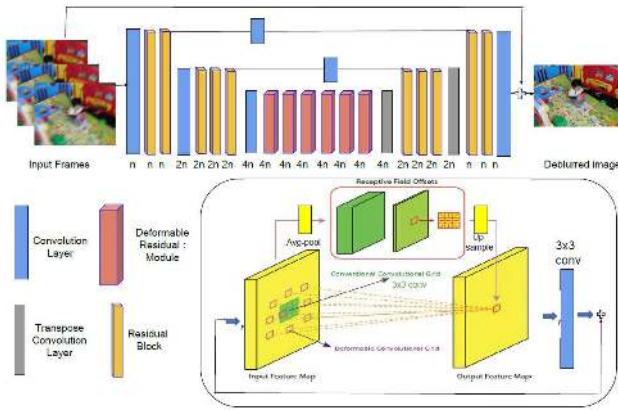 Input Frames
n n n 2n 2n 2n 2n 4n 4n 4n 4n 4n 4n 4n 4n 2n 2n 2n 2n n n n
Deblurred image
Convolution
Layer
Deformable
Residual :
Module
Transpose
Convolution
Layer
Residual
Block
Receptive Field Offsets
Avg-pool
Up
sample
3x3
conv
Conventional Convolutional Grid
3x3 conv
Deformable Convolutional Grid
Input Feature Map
Output Feature Map